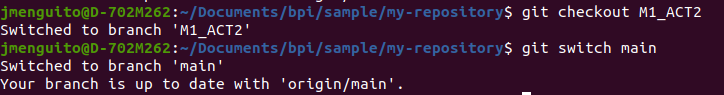 jmenguito@D-702M262:~/Documents/bpi/sample/my-repository$ git checkout M1_ACT2
Switched to branch 'M1_ACT2'
jmenguito@D-702M262:~/Documents/bpi/sample/my-repository$ git switch main
Switched to branch 'main'
Your branch is up to date with 'origin/main'.